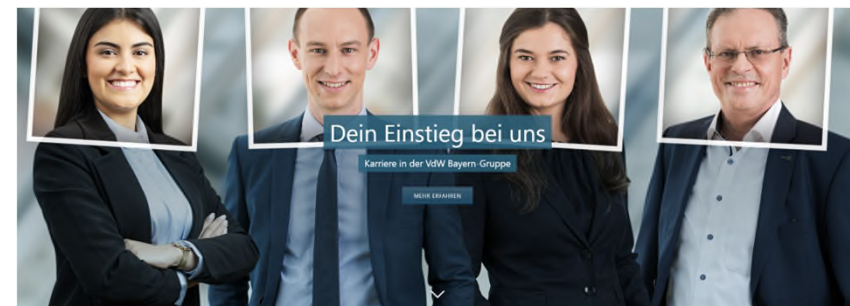 Dein Einstieg bei uns
Karriere in der VdW Bayern-Gruppe
MEHR ERFAHREN